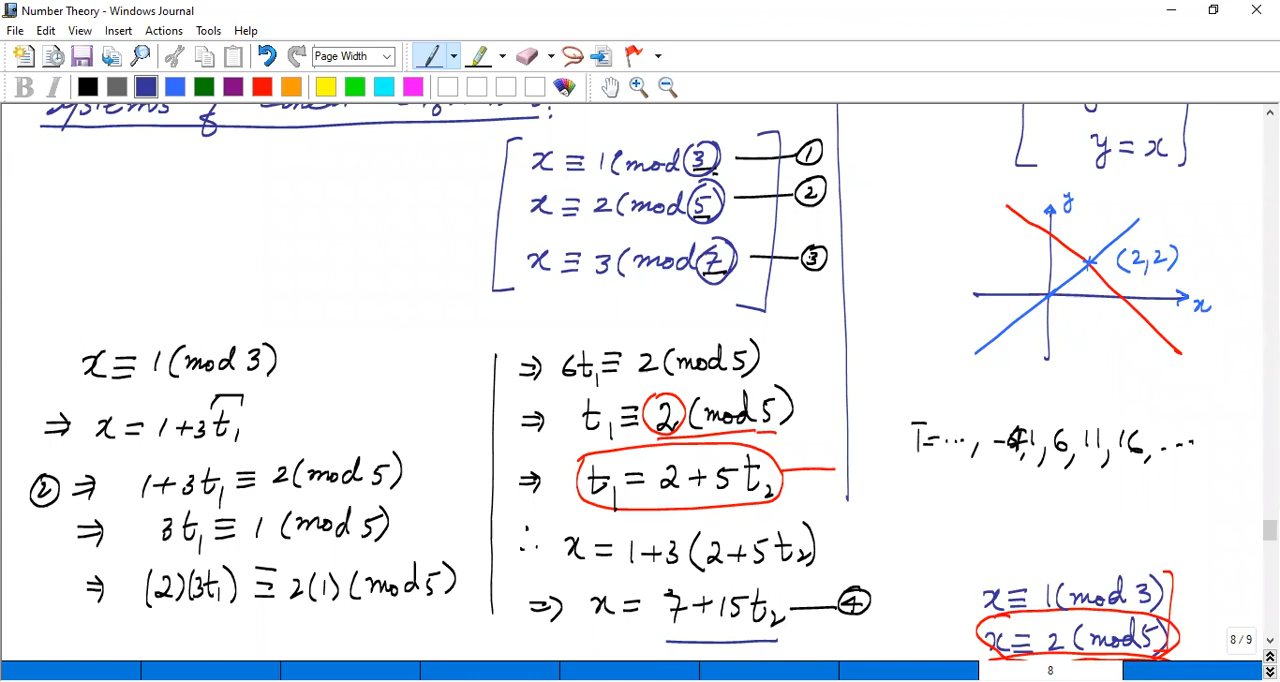 Number Theory - Windows Journal
File Edit View Insert Actions Tools Help
Page Width
B I
x ≡ 1(mod 3) ①
x ≡ 2(mod 5) ②
x ≡ 3(mod 7) ③
y = x
y
(2,2)
x
x ≡ 1(mod 3)
⇒ x = 1+3t₁
② ⇒ 1+3t₁ ≡ 2(mod 5)
⇒ 3t₁ ≡ 1 (mod 5)
⇒ (2)(3t₁) ≡ 2(1)(mod 5)
⇒ 6t₁ ≡ 2(mod 5)
⇒ t₁ ≡ 2(mod 5)
⇒ t₁ = 2+5t₂
∴ x = 1+3(2+5t₂)
⇒ x = 7+15t₂ ④
1, 6, 11, 16, ...
x ≡ 1(mod 3)
x ≡ 2(mod 5)
8 / 9
8